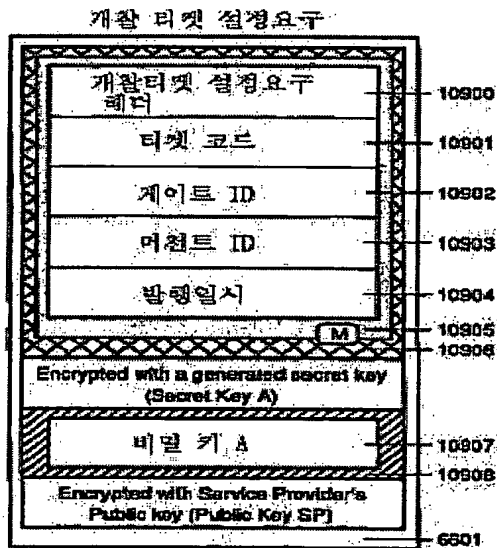 개찰 티켓 설정요구
개찰티켓 설정요구
헤더
10900
티켓 코드
10901
게이트 ID
10902
머천트 ID
10903
발행일시
10904
M
10905
10906
Encrypted with a generated secret key
(Secret Key A)
비밀 키 A
10907
10908
Encrypted with Service Provider's
Public key (Public Key SP)
6601